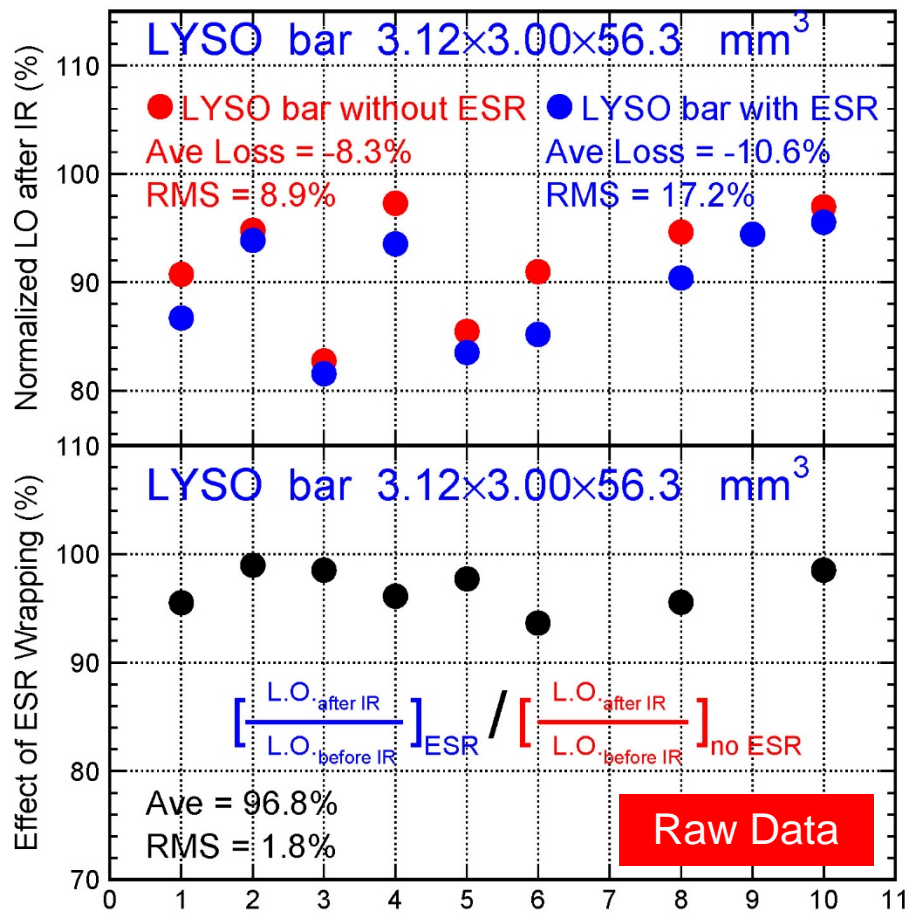 LYSO bar 3.12×3.00×56.3 mm³
LYSO bar without ESR
Ave Loss = -8.3%
RMS = 8.9%
LYSO bar with ESR
Ave Loss = -10.6%
RMS = 17.2%
Normalized LO after IR (%)
110
100
90
80
LYSO bar 3.12×3.00×56.3 mm³
Effect of ESR Wrapping (%)
110
100
90
80
70
[L.O.after IR
L.O.before IR]ESR
/
[L.O.after IR
L.O.before IR]no ESR
Ave = 96.8%
RMS = 1.8%
Raw Data
0 1 2 3 4 5 6 7 8 9 10 11